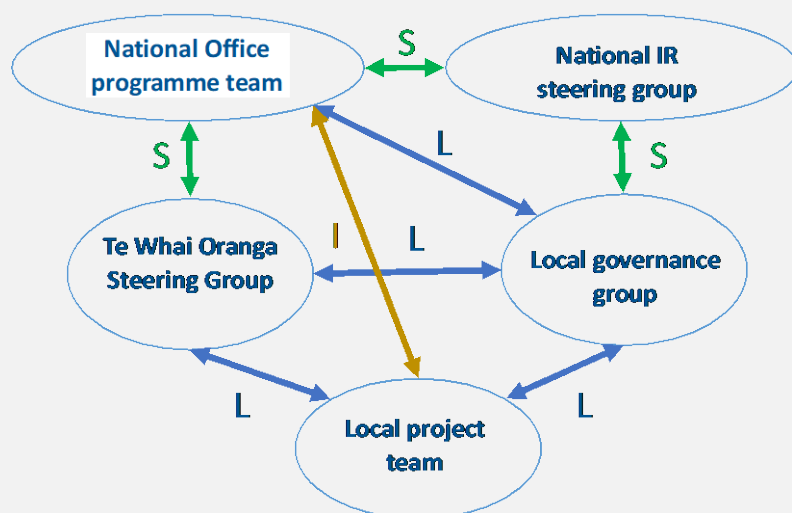 National Office
programme team
S
National IR
steering group
S
L
S
Te Whai Oranga
Steering Group
I
L
Local governance
group
L
L
Local project
team